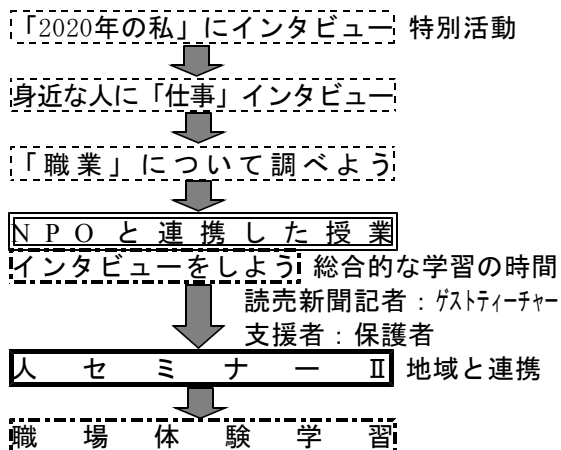 「2020年の私」にインタビュー 特別活動
身近な人に「仕事」インタビュー
「職業」について調べよう
NPOと連携した授業
インタビューをしよう 総合的な学習の時間
読売新聞記者：ｹﾞｽﾄﾃｨｰﾁｬｰ
支援者：保護者
人セミナーⅡ 地域と連携
職場体験学習